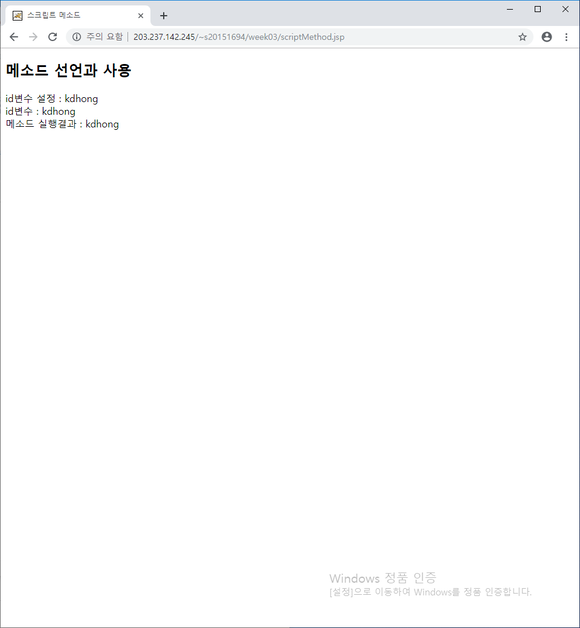 스크립트 메소드
주의 요함 | 203.237.142.245/~s20151694/week03/scriptMethod.jsp
메소드 선언과 사용
id변수 설정 : kdhong
id변수 : kdhong
메소드 실행결과 : kdhong
Windows 정품 인증
[설정]으로 이동하여 Windows를 정품 인증합니다.